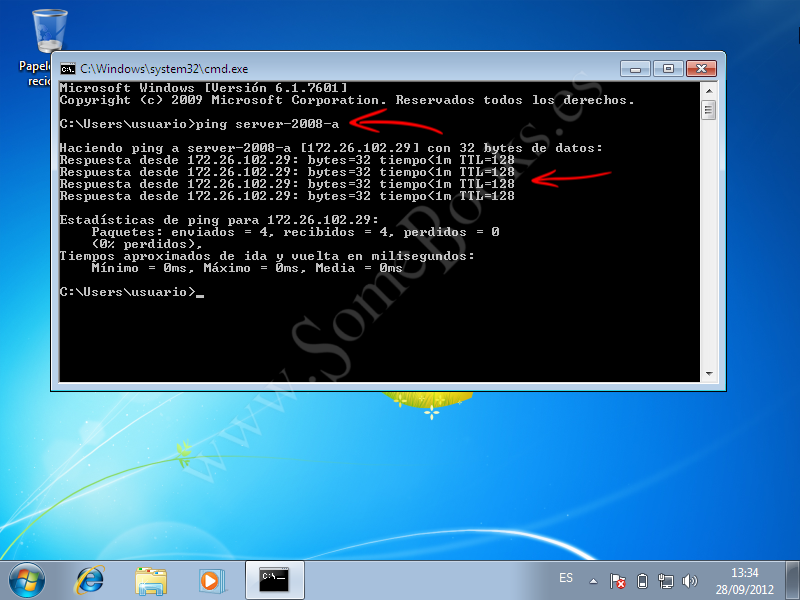 Papel
recic
C:\Windows\system32\cmd.exe
Microsoft Windows [Versión 6.1.7601]
Copyright (c) 2009 Microsoft Corporation. Reservados todos los derechos.
C:\Users\usuario>ping server-2008-a
Haciendo ping a server-2008-a [172.26.102.29] con 32 bytes de datos:
Respuesta desde 172.26.102.29: bytes=32 tiempo<1m TTL=128
Respuesta desde 172.26.102.29: bytes=32 tiempo<1m TTL=128
Respuesta desde 172.26.102.29: bytes=32 tiempo<1m TTL=128
Respuesta desde 172.26.102.29: bytes=32 tiempo<1m TTL=128
Estadísticas de ping para 172.26.102.29:
Paquetes: enviados = 4, recibidos = 4, perdidos = 0
(0% perdidos),
Tiempos aproximados de ida y vuelta en milisegundos:
Mínimo = 0ms, Máximo = 0ms, Media = 0ms
C:\Users\usuario>_
www.SomeBooks.es
C:\_
ES
13:34
28/09/2012